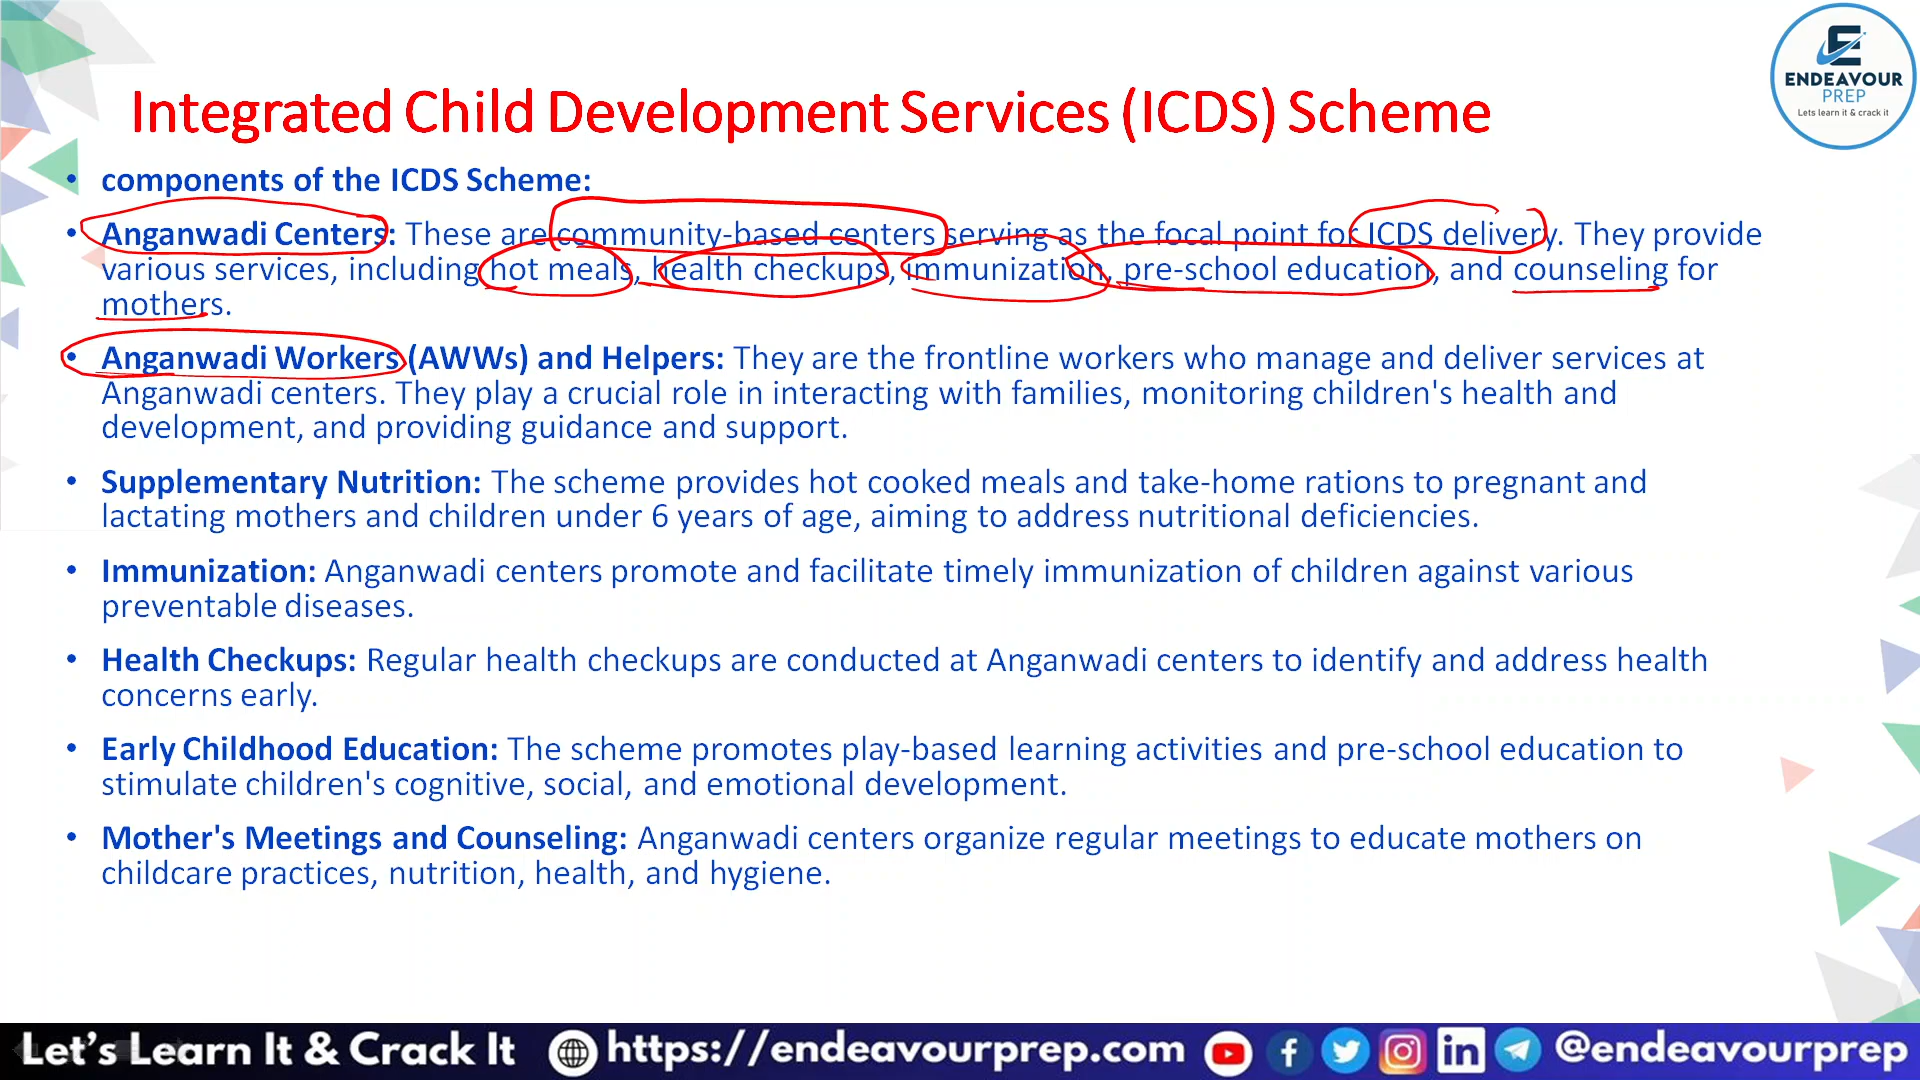 ENDEAVOUR
PREP
Lets learn it & crack it
Integrated Child Development Services (ICDS) Scheme
• components of the ICDS Scheme:
• Anganwadi Centers: These are community-based centers serving as the focal point for ICDS delivery. They provide
various services, including hot meals, health checkups, immunization, pre-school education, and counseling for
mothers.
• Anganwadi Workers (AWWs) and Helpers: They are the frontline workers who manage and deliver services at
Anganwadi centers. They play a crucial role in interacting with families, monitoring children's health and
development, and providing guidance and support.
• Supplementary Nutrition: The scheme provides hot cooked meals and take-home rations to pregnant and
lactating mothers and children under 6 years of age, aiming to address nutritional deficiencies.
• Immunization: Anganwadi centers promote and facilitate timely immunization of children against various
preventable diseases.
• Health Checkups: Regular health checkups are conducted at Anganwadi centers to identify and address health
concerns early.
• Early Childhood Education: The scheme promotes play-based learning activities and pre-school education to
stimulate children's cognitive, social, and emotional development.
• Mother's Meetings and Counseling: Anganwadi centers organize regular meetings to educate mothers on
childcare practices, nutrition, health, and hygiene.
Let's Learn It & Crack It https://endeavourprep.com @endeavourprep